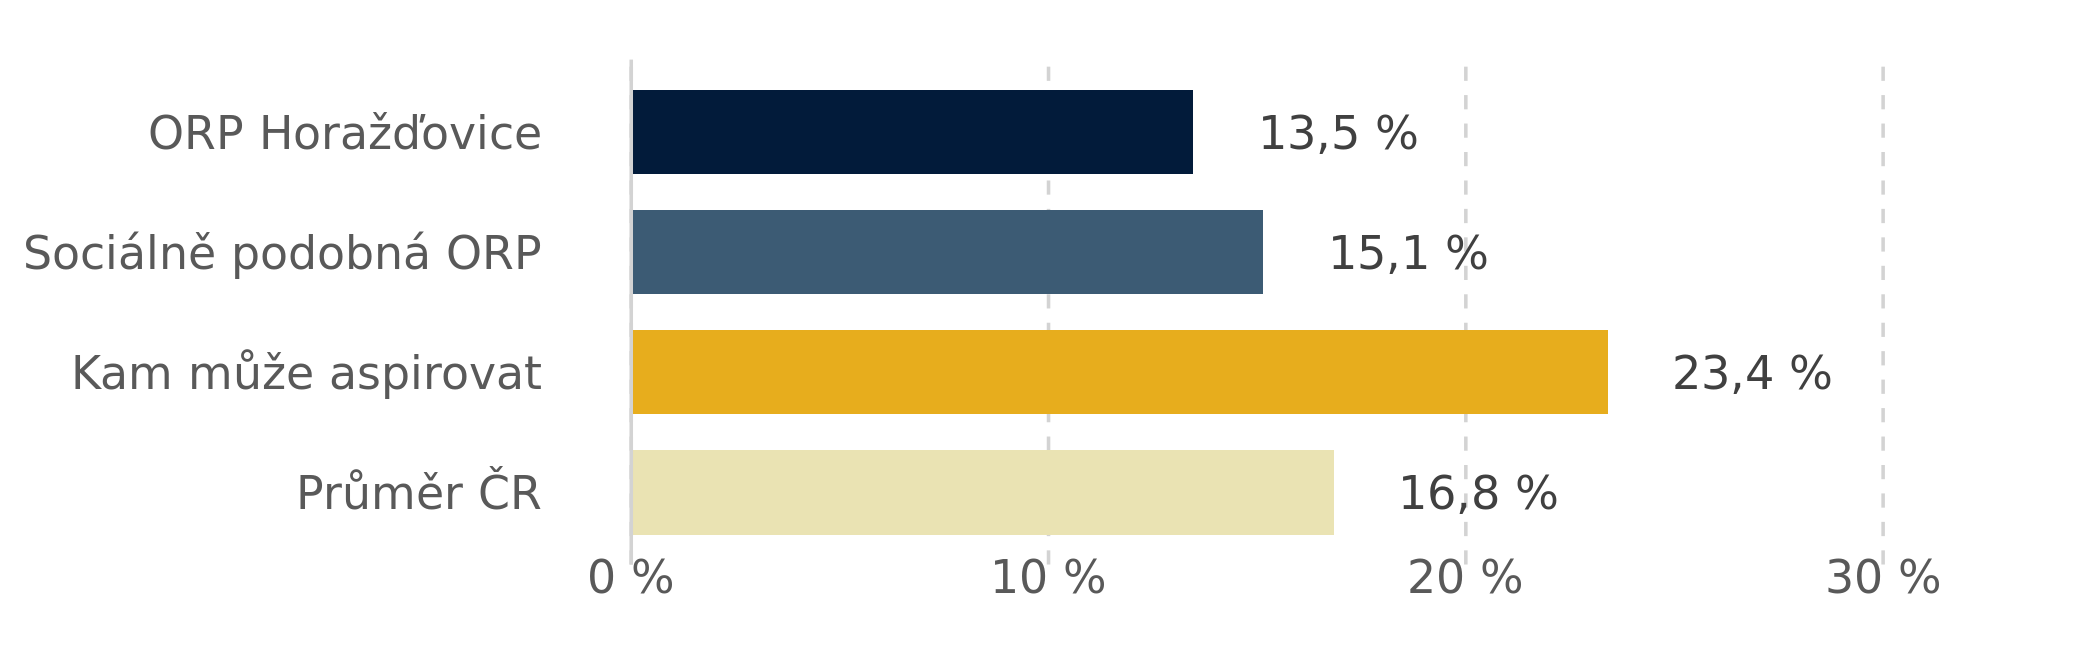 ORP Horažďovice 13,5 %
Sociálně podobná ORP 15,1 %
Kam může aspirovat 23,4 %
Průměr ČR 16,8 %
0 % 10 % 20 % 30 %